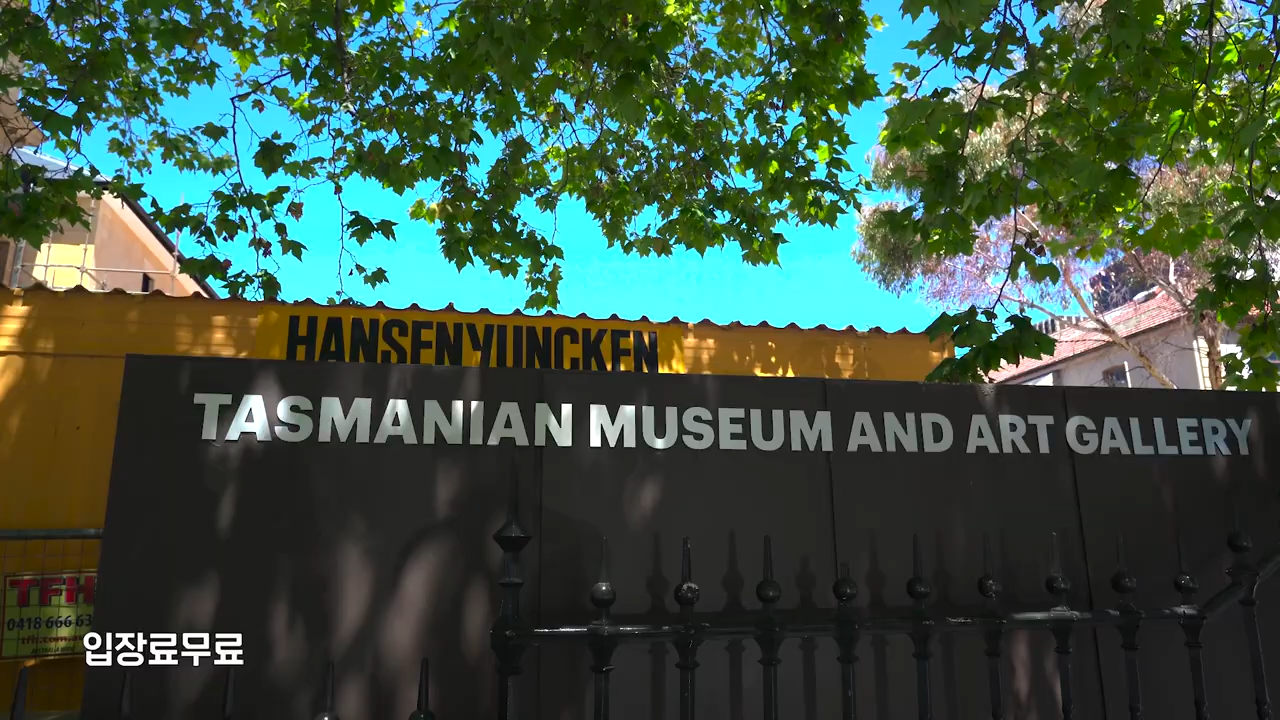 HANSENYUNCKEN
TASMANIAN MUSEUM AND ART GALLERY
TFH
0418 666 63
입장료무료